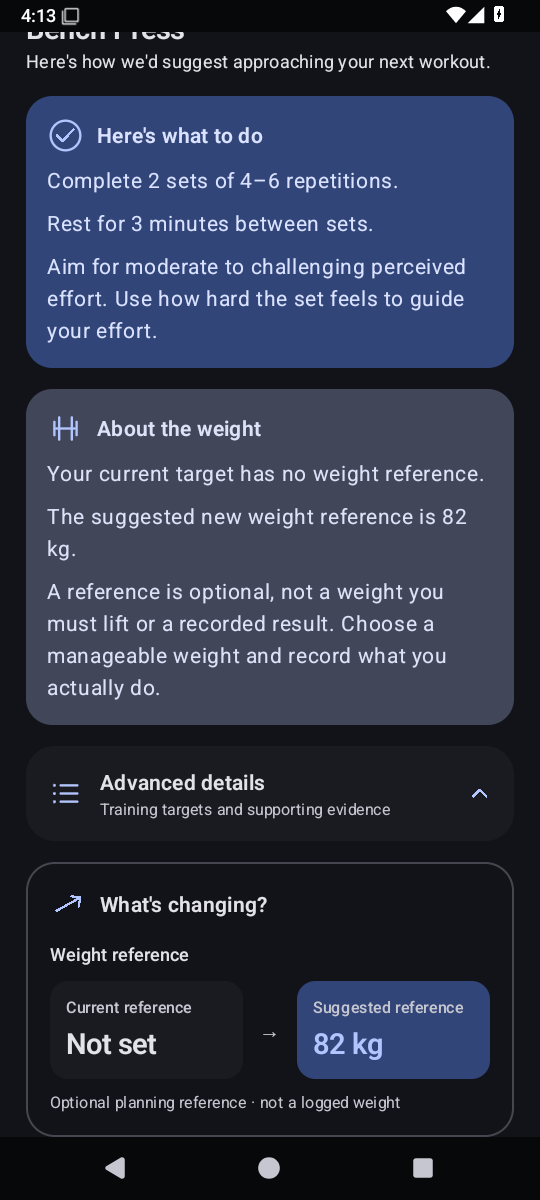 4:13
Bench Press
Here's how we'd suggest approaching your next workout.
Here's what to do
Complete 2 sets of 4–6 repetitions.
Rest for 3 minutes between sets.
Aim for moderate to challenging perceived
effort. Use how hard the set feels to guide
your effort.
About the weight
Your current target has no weight reference.
The suggested new weight reference is 82
kg.
A reference is optional, not a weight you
must lift or a recorded result. Choose a
manageable weight and record what you
actually do.
Advanced details
Training targets and supporting evidence
What's changing?
Weight reference
Current reference
Not set
→
Suggested reference
82 kg
Optional planning reference · not a logged weight